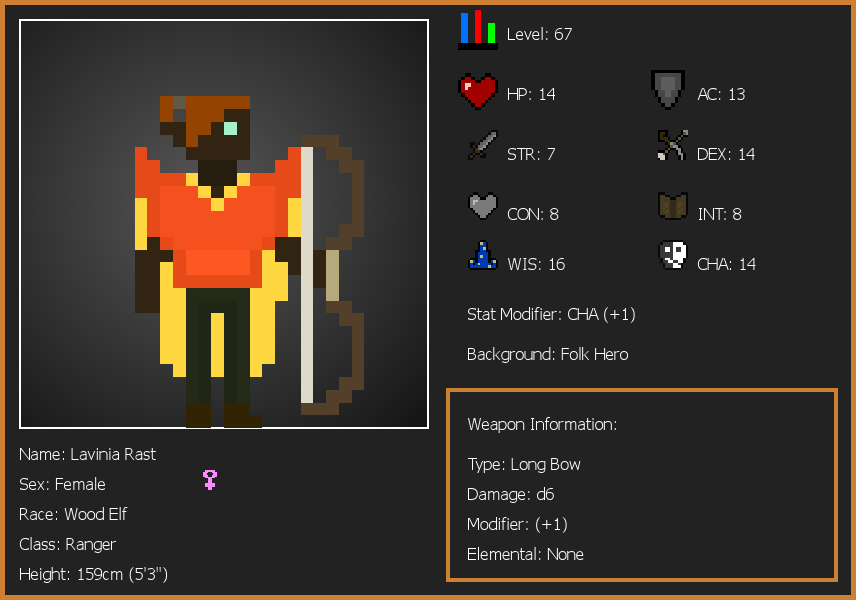 Level: 67
HP: 14
AC: 13
STR: 7
DEX: 14
CON: 8
INT: 8
WIS: 16
CHA: 14
Stat Modifier: CHA (+1)
Background: Folk Hero
Weapon Information:
Type: Long Bow
Damage: d6
Modifier: (+1)
Elemental: None
Name: Lavinia Rast
Sex: Female
Race: Wood Elf
Class: Ranger
Height: 159cm (5'3")